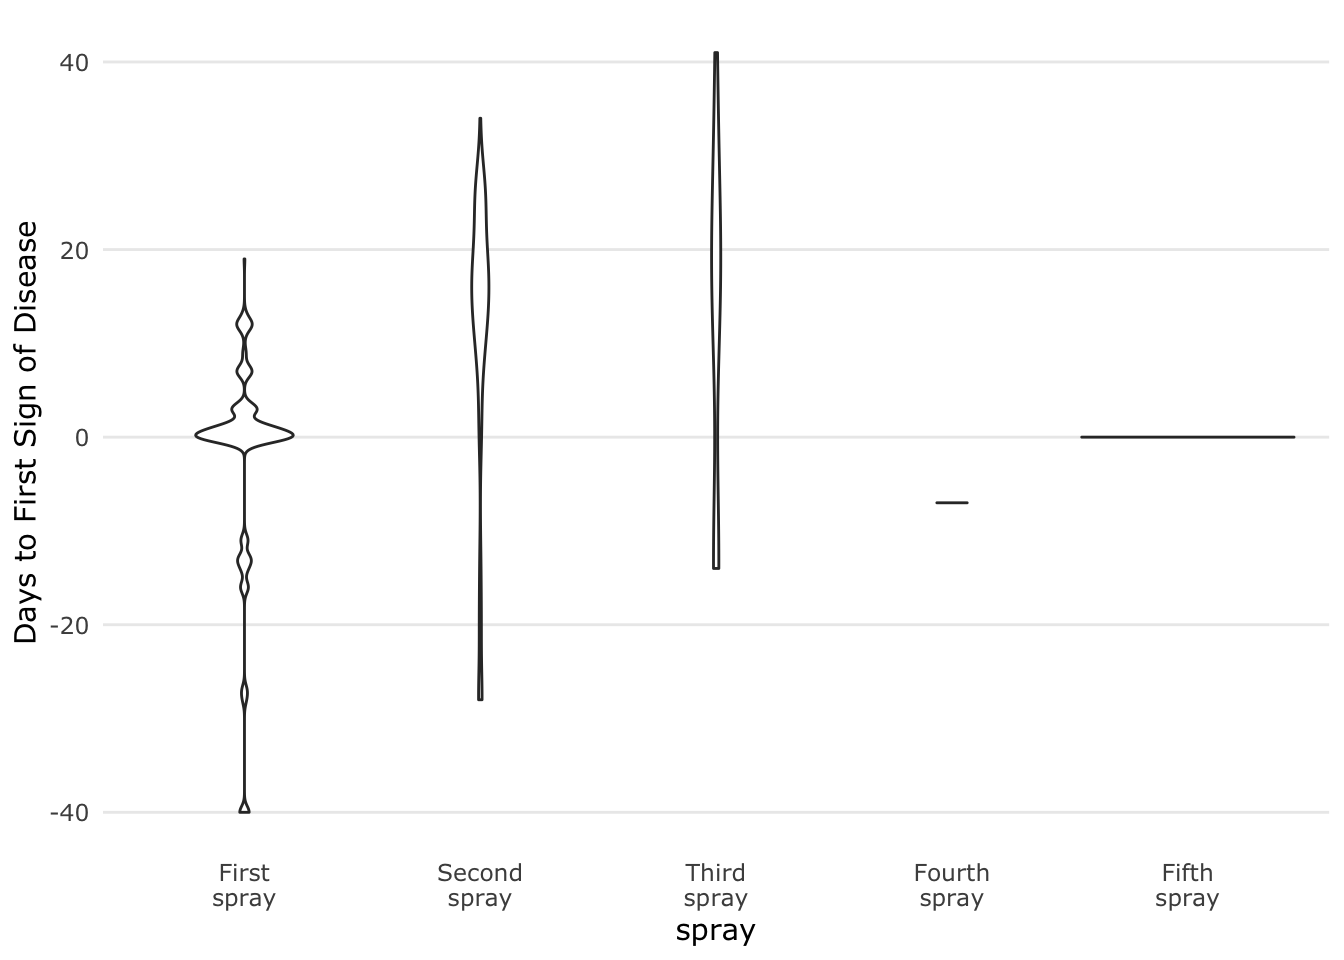 Days to First Sign of Disease
40
20
0
-20
-40
First
spray
Second
spray
Third
spray
Fourth
spray
Fifth
spray
spray